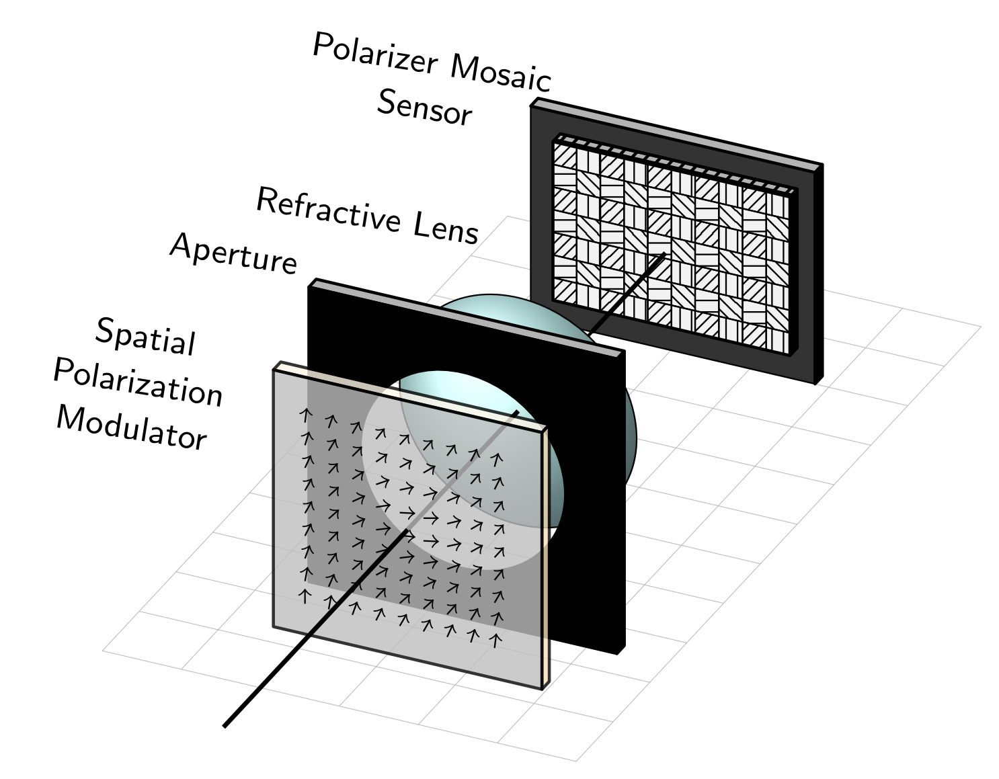 Polarizer Mosaic
Sensor
Refractive Lens
Aperture
Spatial
Polarization
Modulator